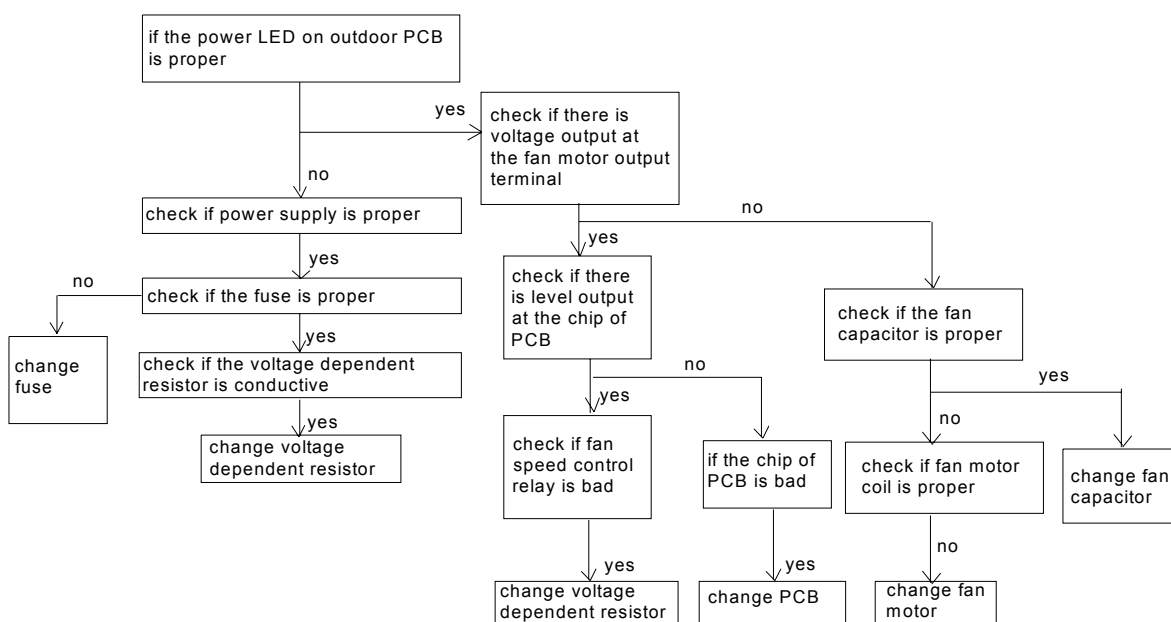 if the power LED on outdoor PCB
is proper
yes
check if there is
voltage output at
the fan motor output
terminal
no
check if power supply is proper
no
yes
yes
no
check if the fuse is proper
check if there
is level output
at the chip of
PCB
check if the fan
capacitor is proper
change
fuse
yes
check if the voltage dependent
resistor is conductive
no
yes
yes
yes
change voltage
dependent resistor
check if fan
speed control
relay is bad
if the chip of
PCB is bad
no
check if fan motor
coil is proper
change fan
capacitor
yes
yes
no
change voltage
dependent resistor
change PCB
change fan
motor